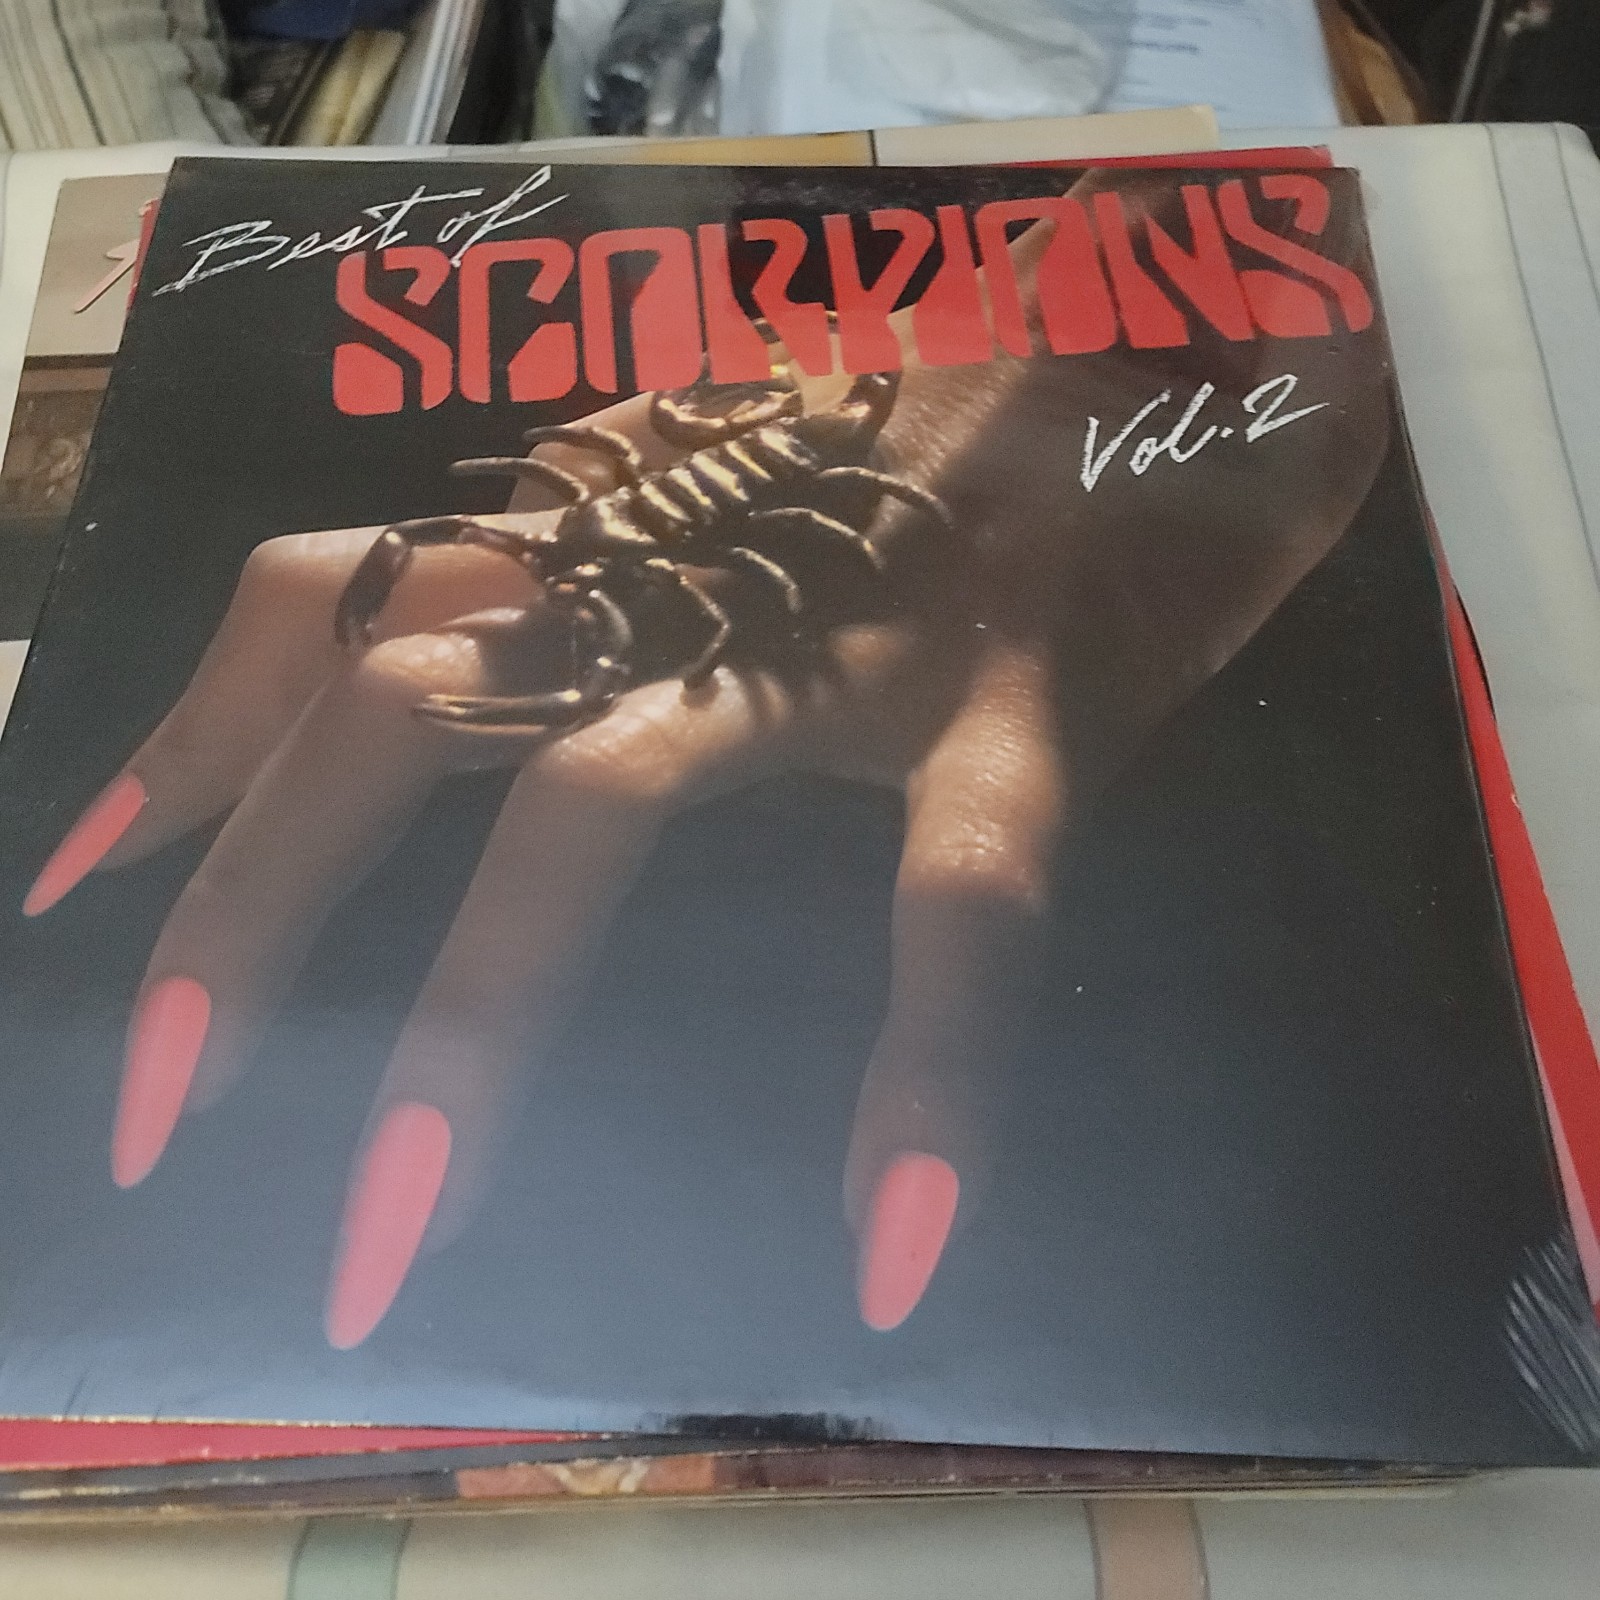 Best of
SCORPIONS
Vol. 2